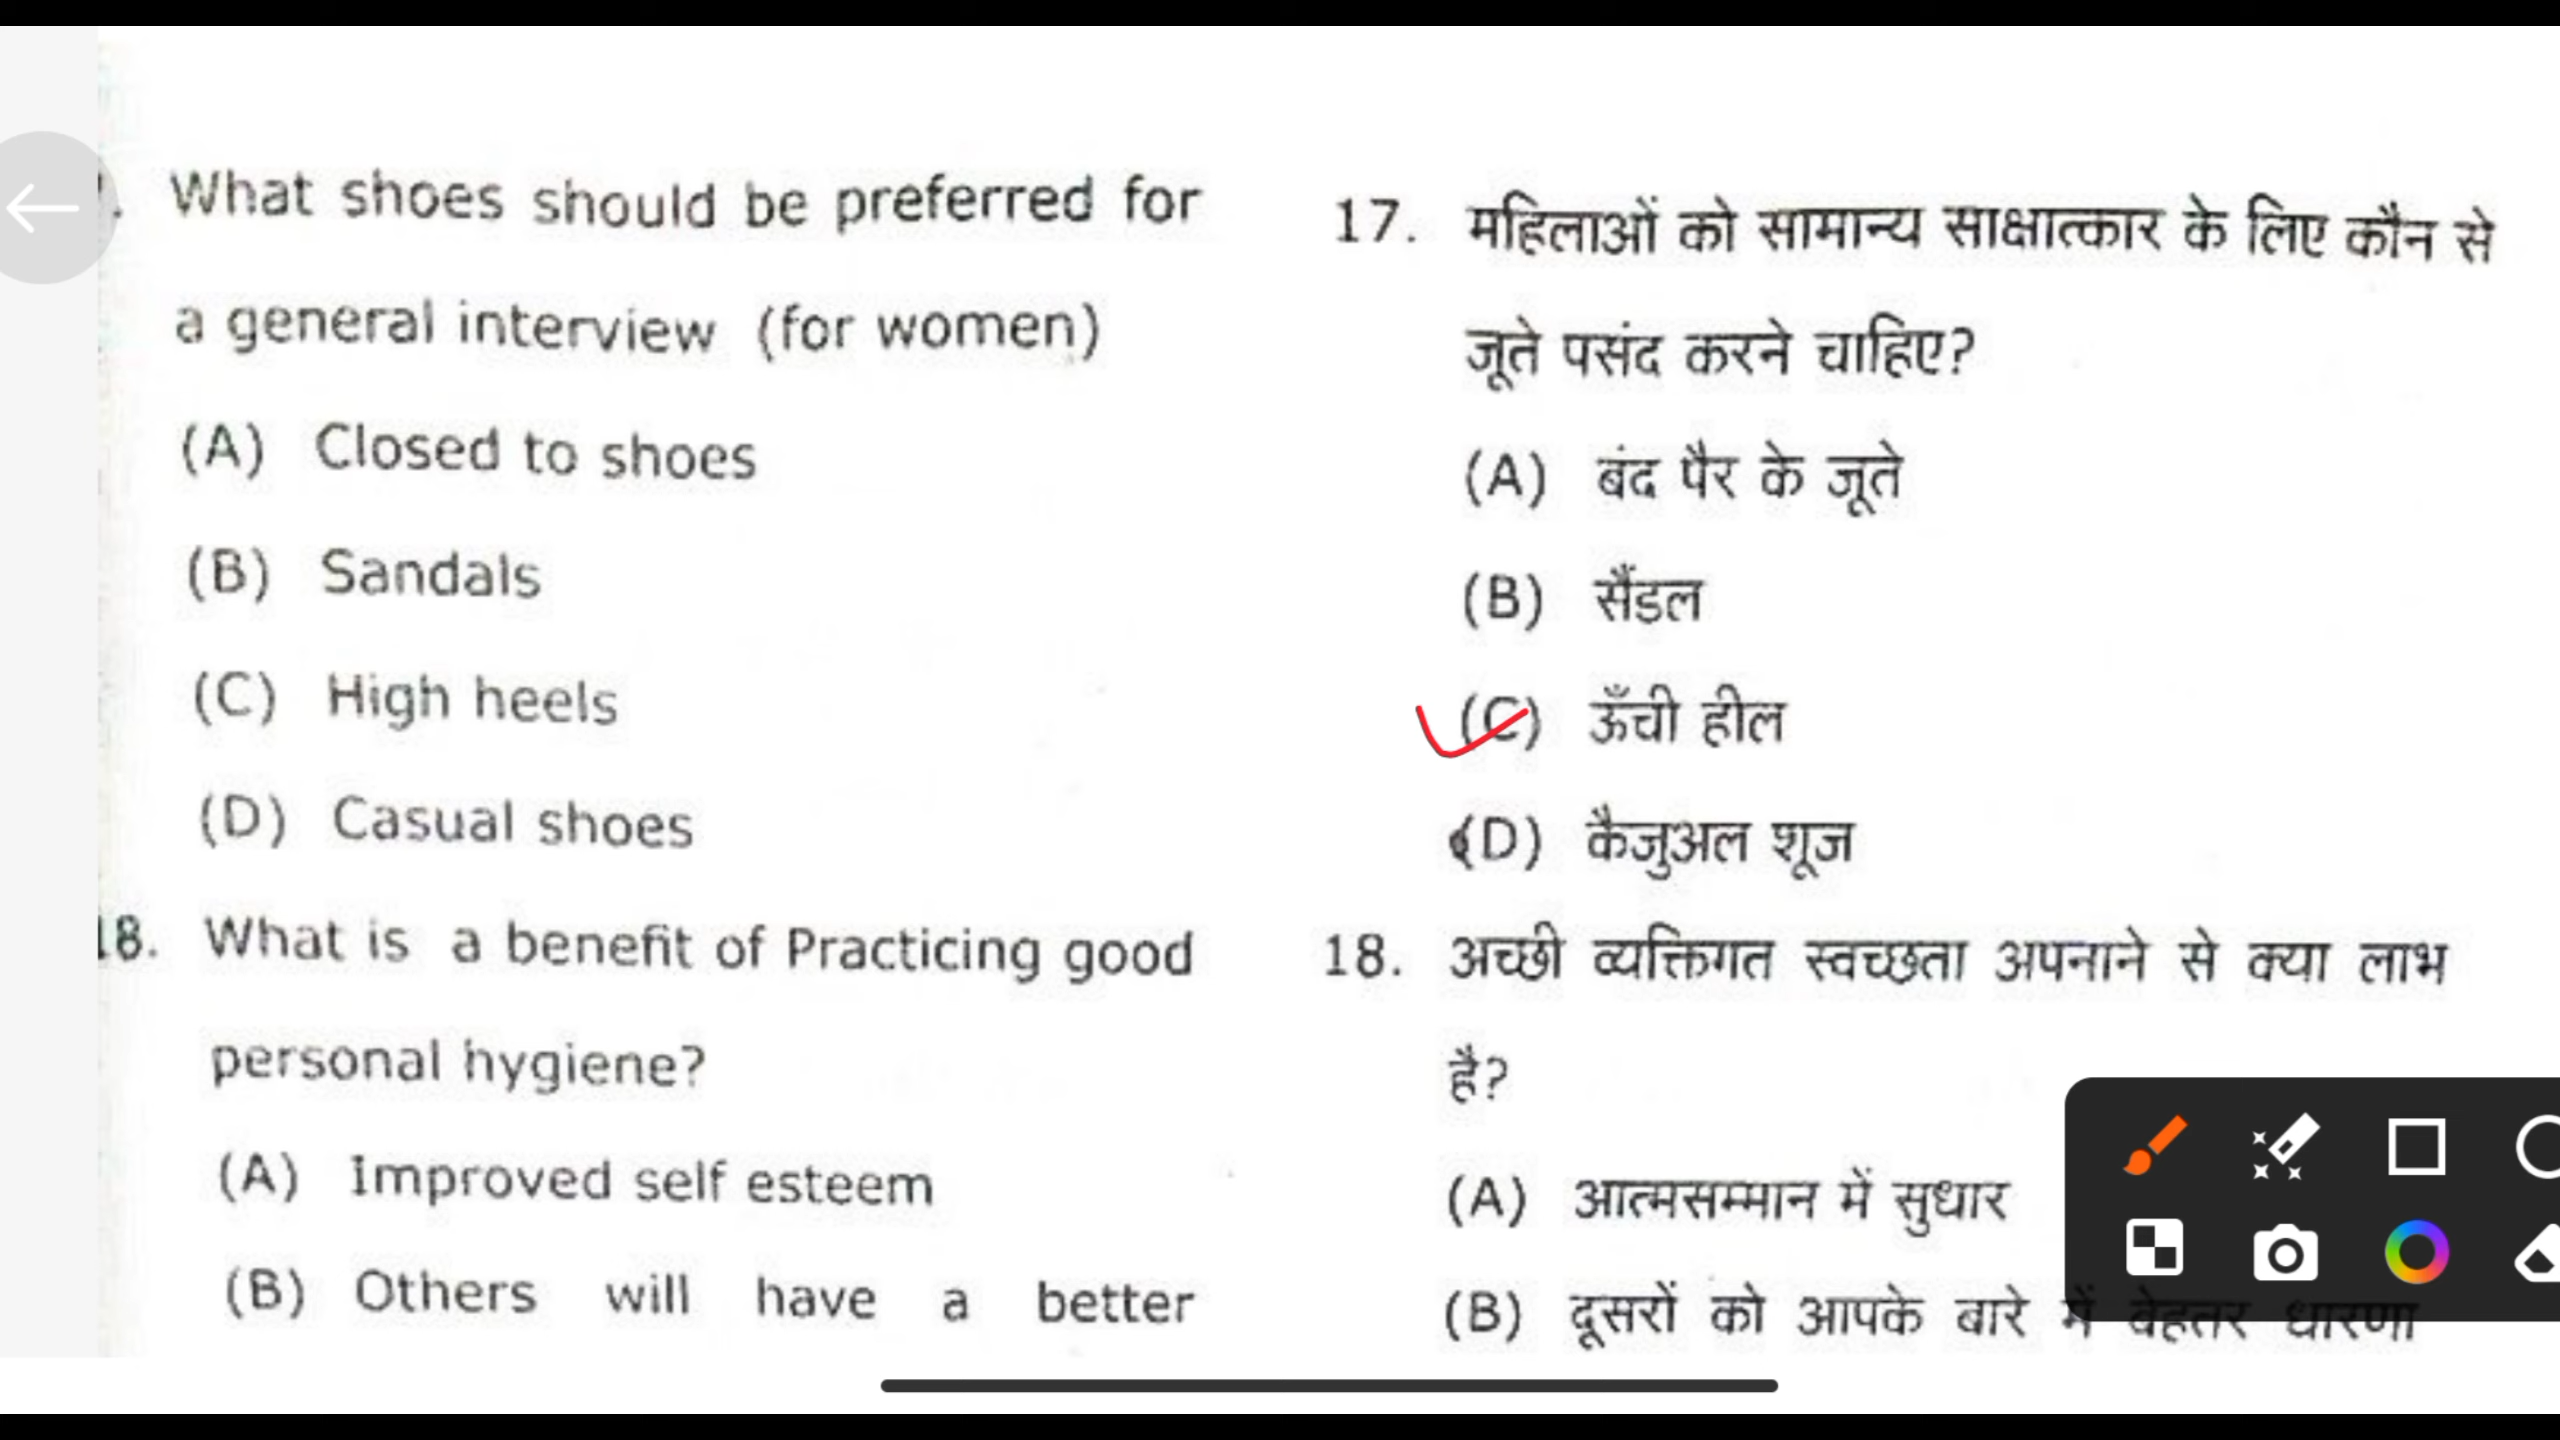 . What shoes should be preferred for
a general interview (for women)
(A) Closed to shoes
(B) Sandals
(C) High heels
(D) Casual shoes
18. What is a benefit of Practicing good
personal hygiene?
(A) Improved self esteem
(B) Others will have a better
17. महिलाओं को सामान्य साक्षात्कार के लिए कौन से
जूते पसंद करने चाहिए?
(A) बंद पैर के जूते
(B) सैंडल
(C) ऊँची हील
(D) कैजुअल शूज
18. अच्छी व्यक्तिगत स्वच्छता अपनाने से क्या लाभ
है?
(A) आत्मसम्मान में सुधार
(B) दूसरों को आपके बारे में वेहतर धारणा